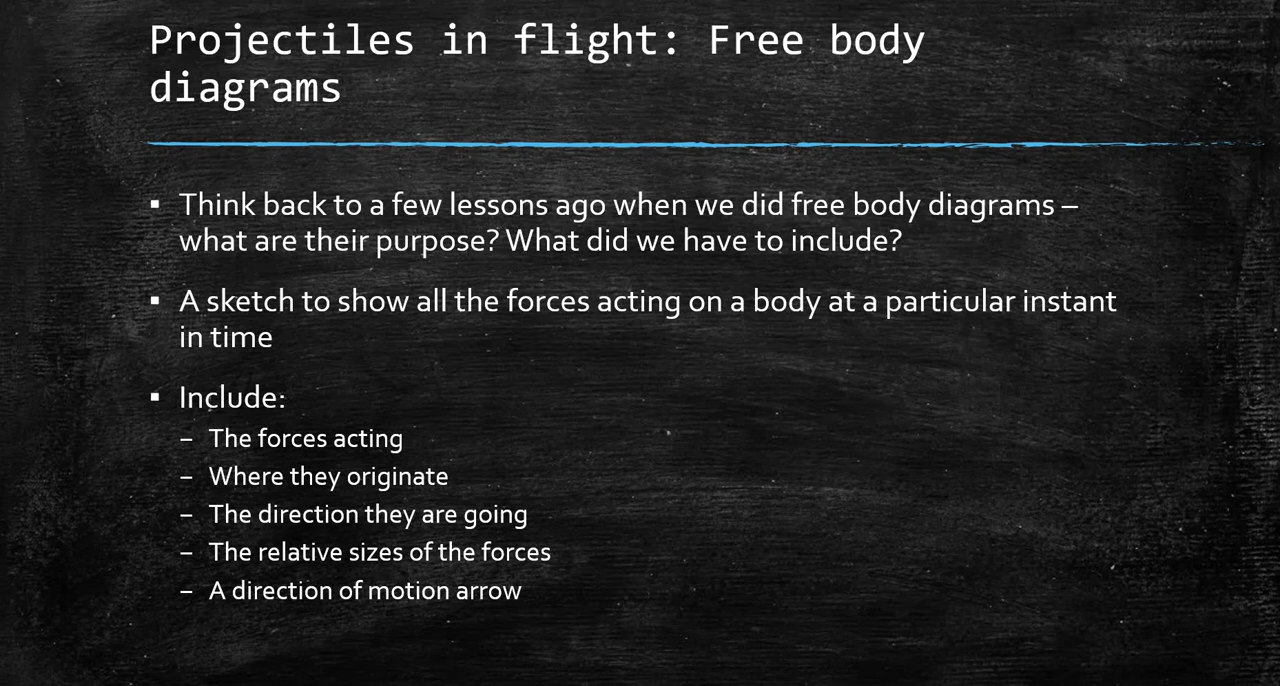 Projectiles in flight: Free body
diagrams
▪ Think back to a few lessons ago when we did free body diagrams –
what are their purpose? What did we have to include?
▪ A sketch to show all the forces acting on a body at a particular instant
in time
▪ Include:
– The forces acting
– Where they originate
– The direction they are going
– The relative sizes of the forces
– A direction of motion arrow